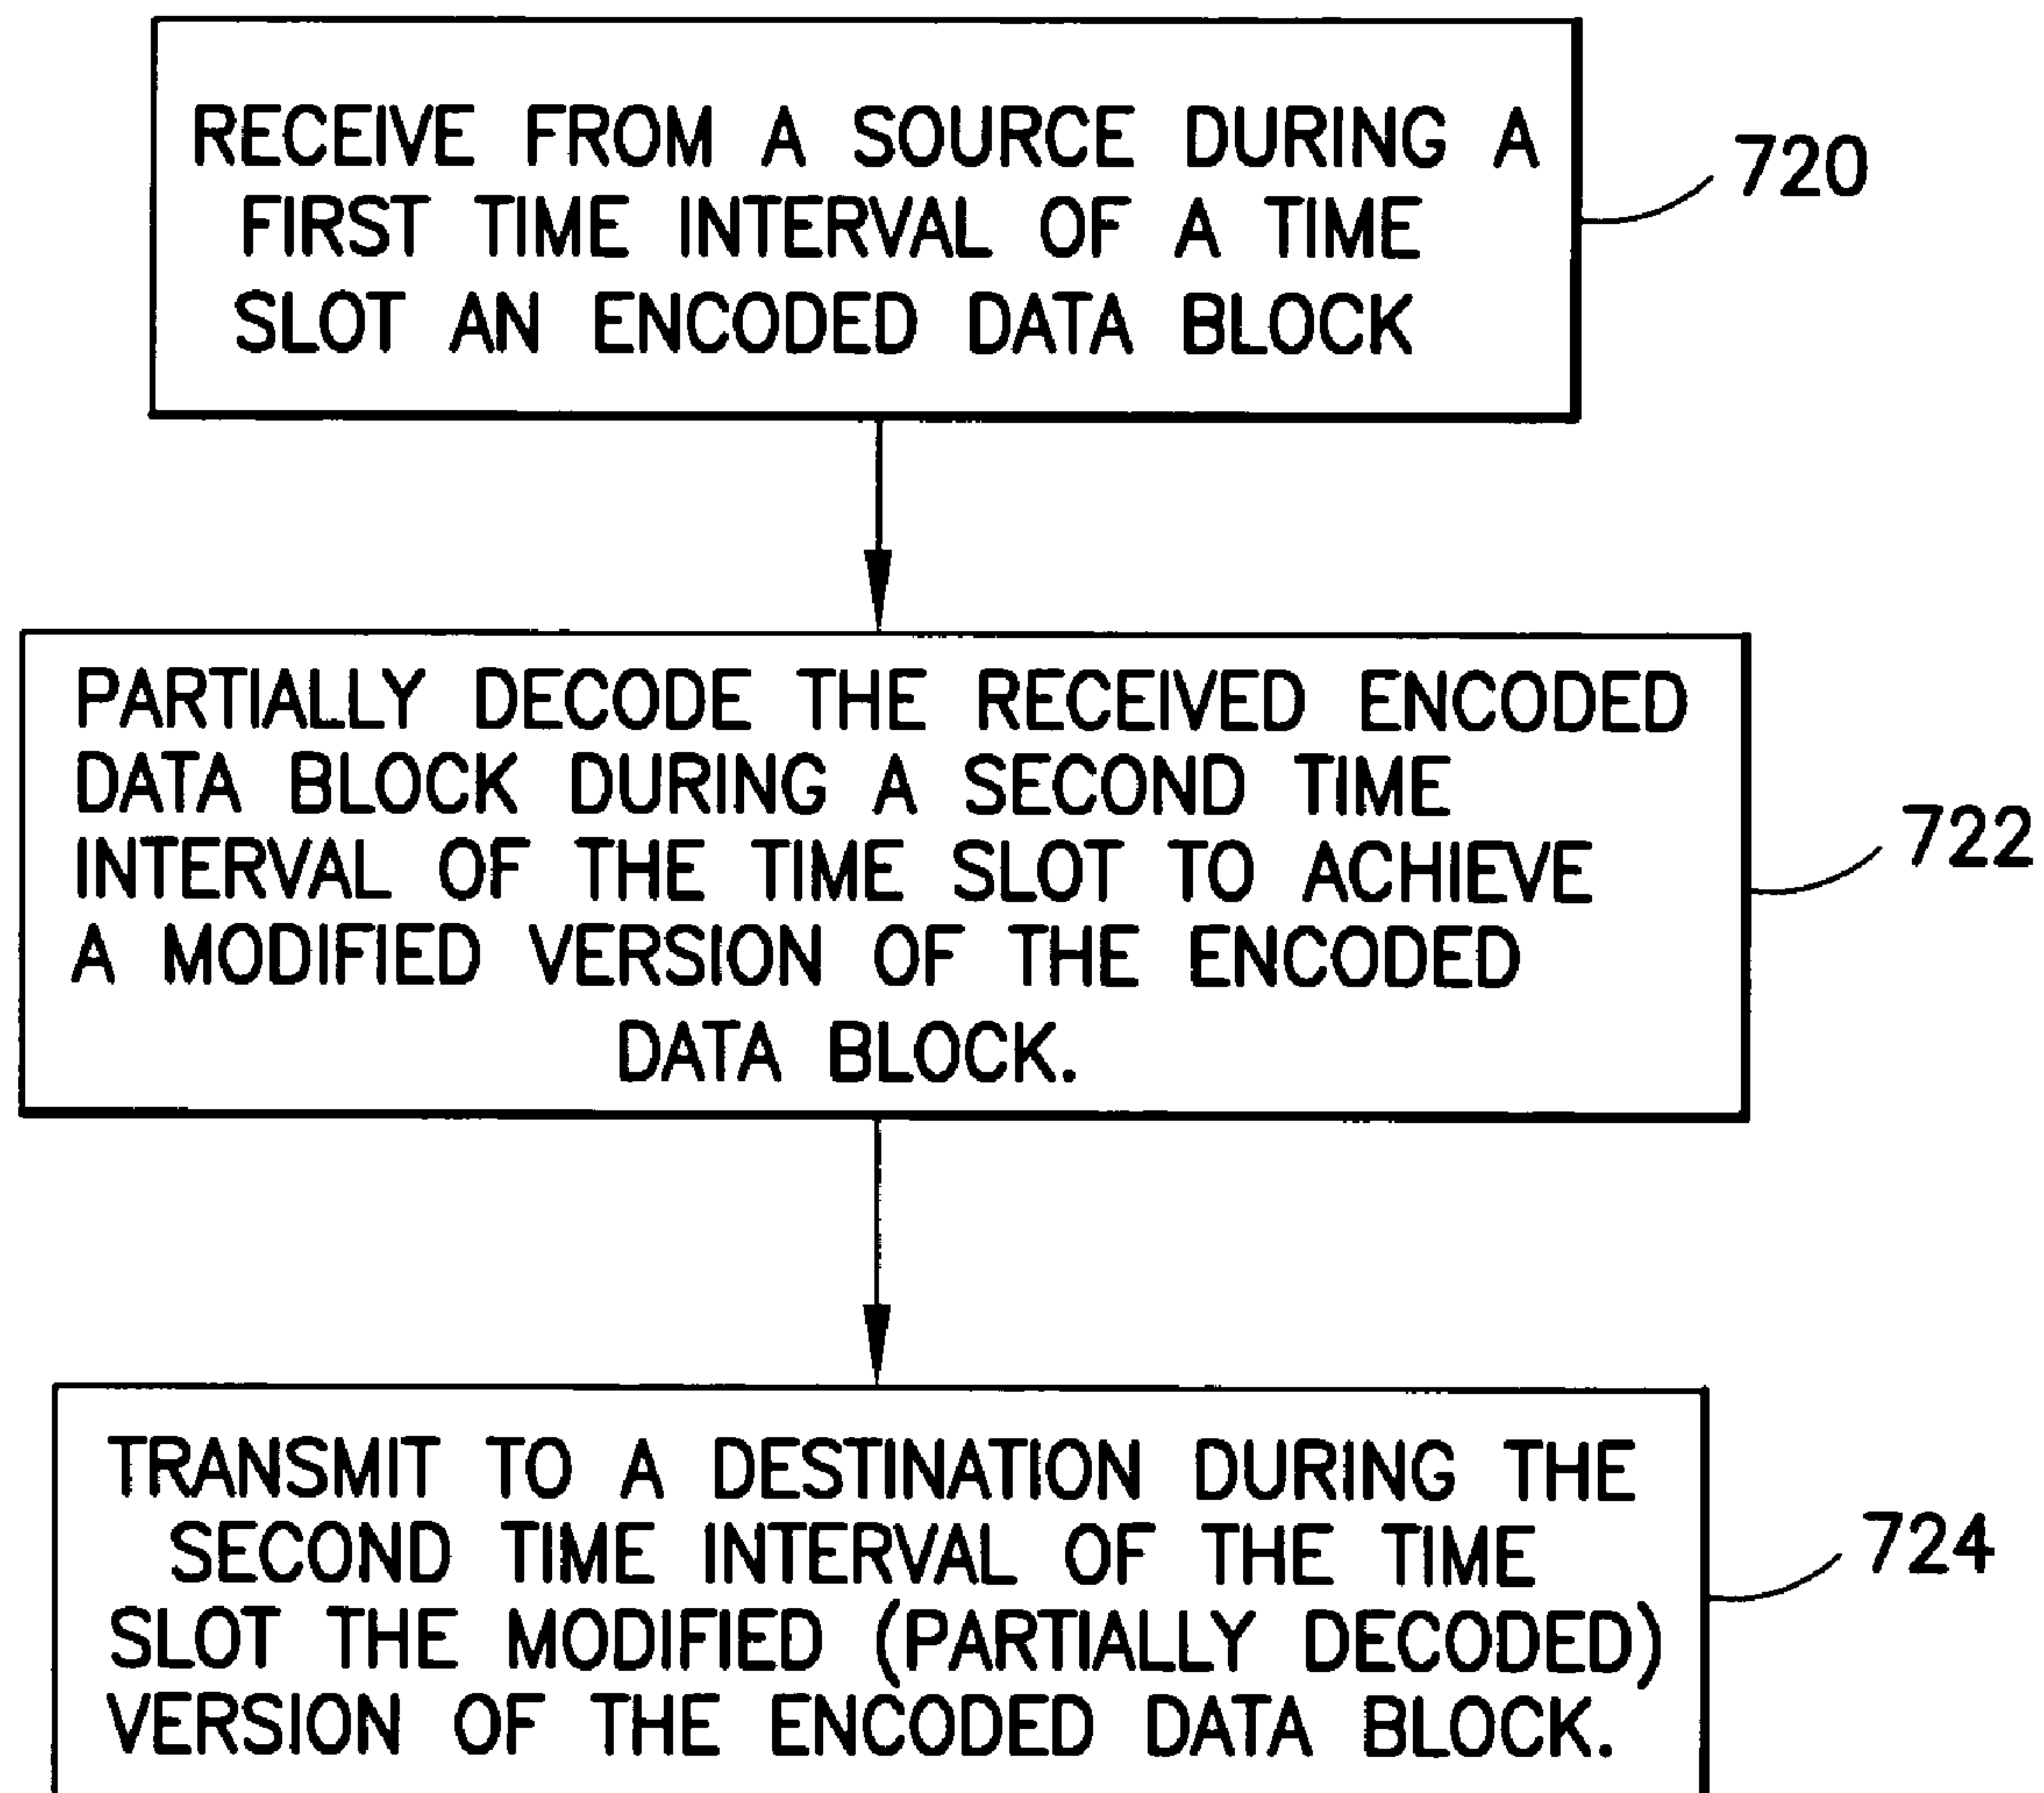 RECEIVE FROM A SOURCE DURING A
FIRST TIME INTERVAL OF A TIME
SLOT AN ENCODED DATA BLOCK
720
PARTIALLY DECODE THE RECEIVED ENCODED
DATA BLOCK DURING A SECOND TIME
INTERVAL OF THE TIME SLOT TO ACHIEVE
A MODIFIED VERSION OF THE ENCODED
DATA BLOCK.
722
TRANSMIT TO A DESTINATION DURING THE
SECOND TIME INTERVAL OF THE TIME
SLOT THE MODIFIED (PARTIALLY DECODED)
VERSION OF THE ENCODED DATA BLOCK.
724